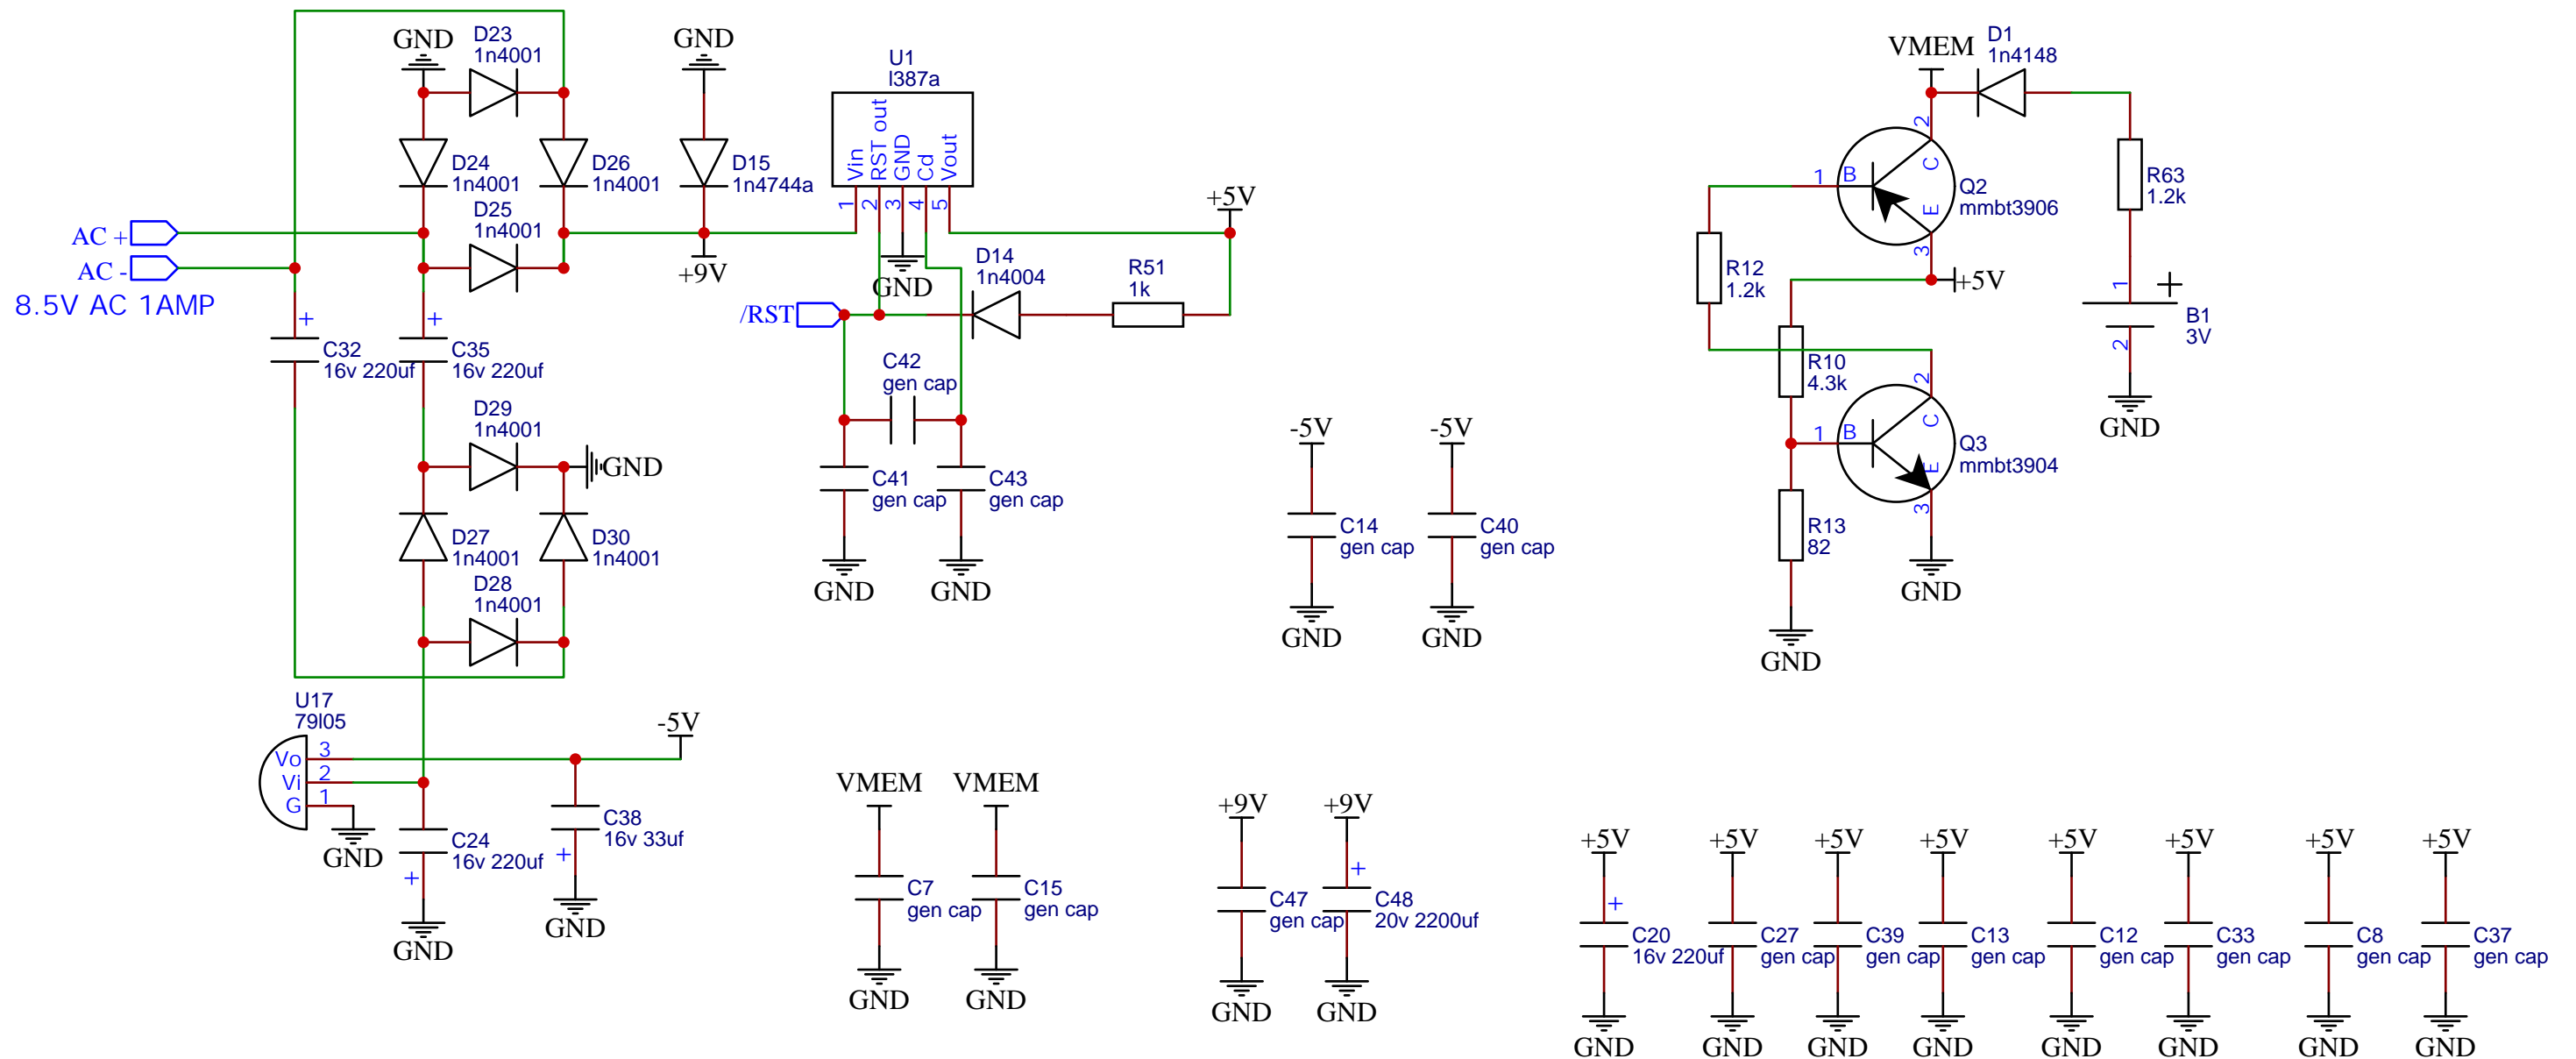 GND
D23
1n4001
D24
1n4001
D26
1n4001
D25
1n4001
AC +
AC -
8.5V AC 1AMP
+
C32
16v 220uf
+
C35
16v 220uf
D29
1n4001
GND
D27
1n4001
D30
1n4001
D28
1n4001
U17
79l05
Vo 3
Vi 2
G 1
GND
-5V
C24
16v 220uf
+
GND
C38
16v 33uf
+
GND
GND
D15
1n4744a
+9V
U1
l387a
Vin
RST out
GND
Cd
Vout
1
2
3
4
5
GND
+5V
D14
1n4004
R51
1k
/RST
C42
gen cap
C41
gen cap
C43
gen cap
GND
GND
-5V
C14
gen cap
GND
-5V
C40
gen cap
GND
VMEM
D1
1n4148
2
C
1
B
E
3
Q2
mmbt3906
R63
1.2k
R12
1.2k
+5V
1
+
B1
3V
2
GND
R10
4.3k
2
C
1
B
E
3
Q3
mmbt3904
R13
82
GND
GND
VMEM
C7
gen cap
GND
VMEM
C15
gen cap
GND
+9V
C47
gen cap
GND
+9V
+
C48
20v 2200uf
GND
+5V
+
C20
16v 220uf
GND
+5V
C27
gen cap
GND
+5V
C39
gen cap
GND
+5V
C13
gen cap
GND
+5V
C12
gen cap
GND
+5V
C33
gen cap
GND
+5V
C8
gen cap
GND
+5V
C37
gen cap
GND